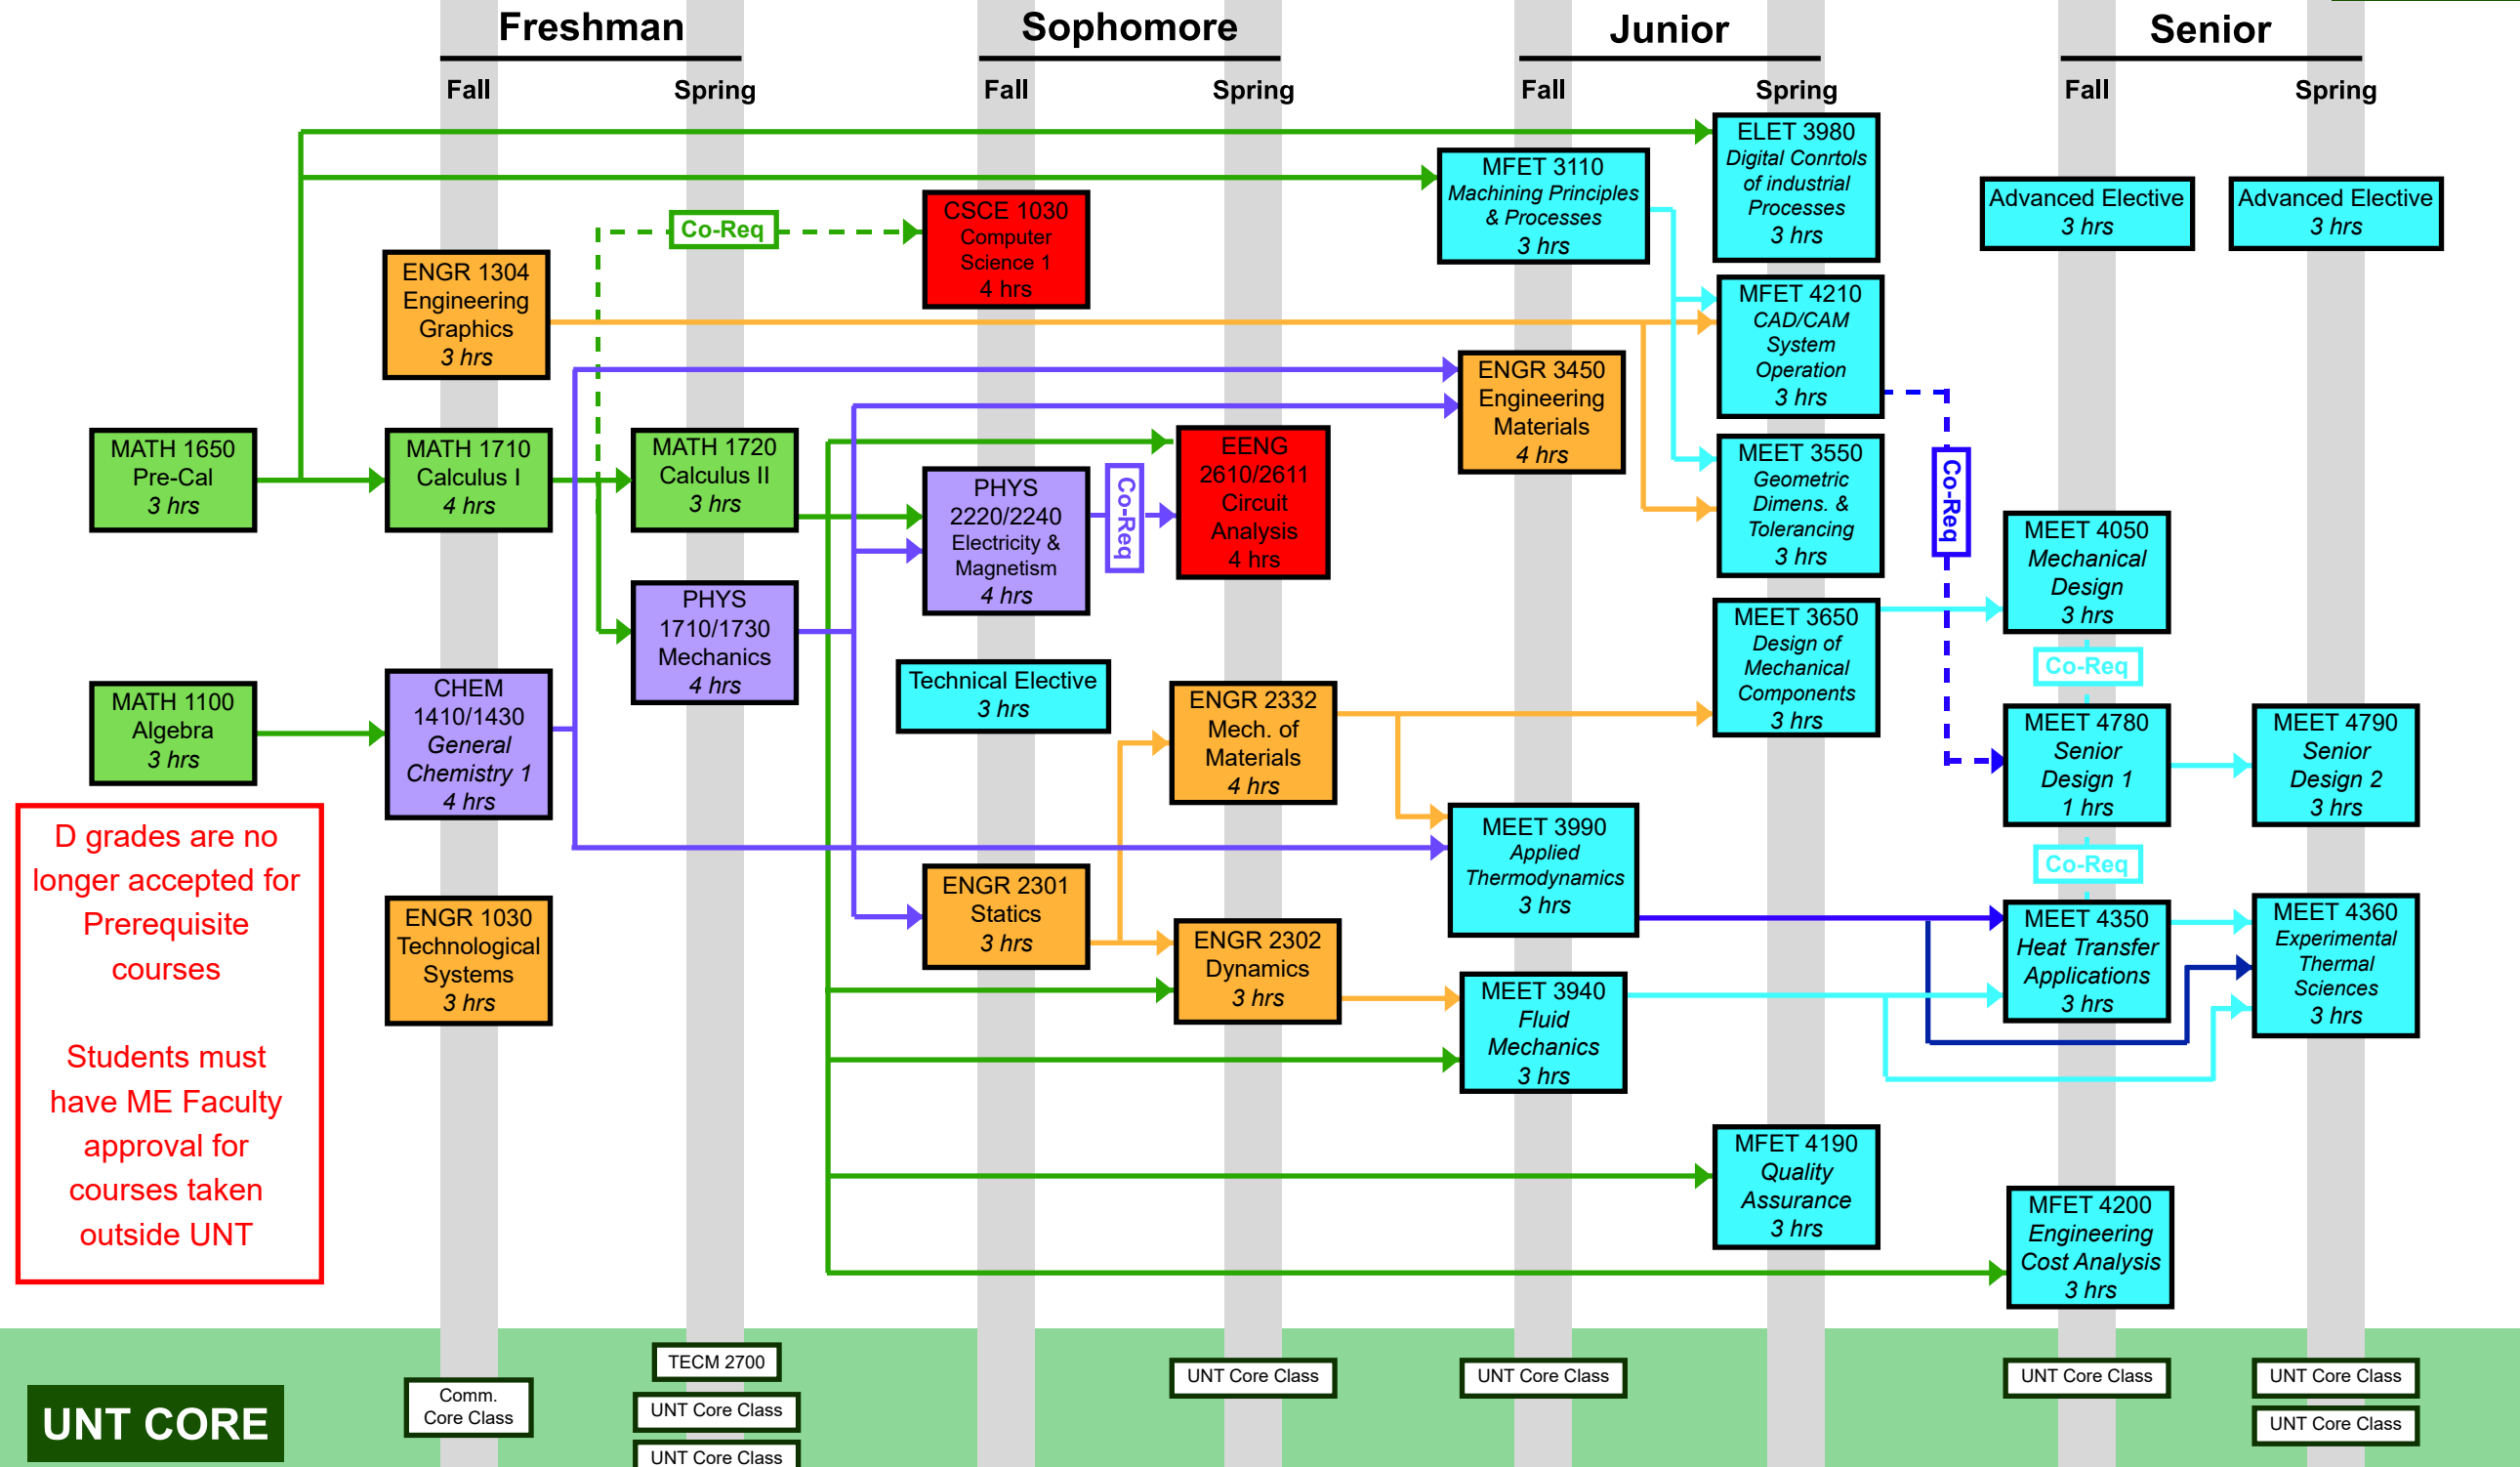 Freshman
Sophomore
Junior
Senior
Fall
Spring
Fall
Spring
Fall
Spring
Fall
Spring
MATH 1650
Pre-Cal
3 hrs
MATH 1100
Algebra
3 hrs
D grades are no
longer accepted for
Prerequisite
courses
Students must
have ME Faculty
approval for
courses taken
outside UNT
ENGR 1304
Engineering
Graphics
3 hrs
MATH 1710
Calculus I
4 hrs
CHEM
1410/1430
General
Chemistry 1
4 hrs
ENGR 1030
Technological
Systems
3 hrs
Co-Req
MATH 1720
Calculus II
3 hrs
PHYS
1710/1730
Mechanics
4 hrs
CSCE 1030
Computer
Science 1
4 hrs
PHYS
2220/2240
Electricity &
Magnetism
4 hrs
Co-Req
Technical Elective
3 hrs
ENGR 2301
Statics
3 hrs
EENG
2610/2611
Circuit
Analysis
4 hrs
ENGR 2332
Mech. of
Materials
4 hrs
ENGR 2302
Dynamics
3 hrs
MFET 3110
Machining Principles
& Processes
3 hrs
ENGR 3450
Engineering
Materials
4 hrs
MEET 3990
Applied
Thermodynamics
3 hrs
MEET 3940
Fluid
Mechanics
3 hrs
ELET 3980
Digital Conrtols
of industrial
Processes
3 hrs
MFET 4210
CAD/CAM
System
Operation
3 hrs
MEET 3550
Geometric
Dimens. &
Tolerancing
3 hrs
MEET 3650
Design of
Mechanical
Components
3 hrs
MFET 4190
Quality
Assurance
3 hrs
Co-Req
Advanced Elective
3 hrs
MEET 4050
Mechanical
Design
3 hrs
Co-Req
MEET 4780
Senior
Design 1
1 hrs
Co-Req
MEET 4350
Heat Transfer
Applications
3 hrs
MFET 4200
Engineering
Cost Analysis
3 hrs
Advanced Elective
3 hrs
MEET 4790
Senior
Design 2
3 hrs
MEET 4360
Experimental
Thermal
Sciences
3 hrs
UNT CORE
Comm.
Core Class
TECM 2700
UNT Core Class
UNT Core Class
UNT Core Class
UNT Core Class
UNT Core Class
UNT Core Class
UNT Core Class